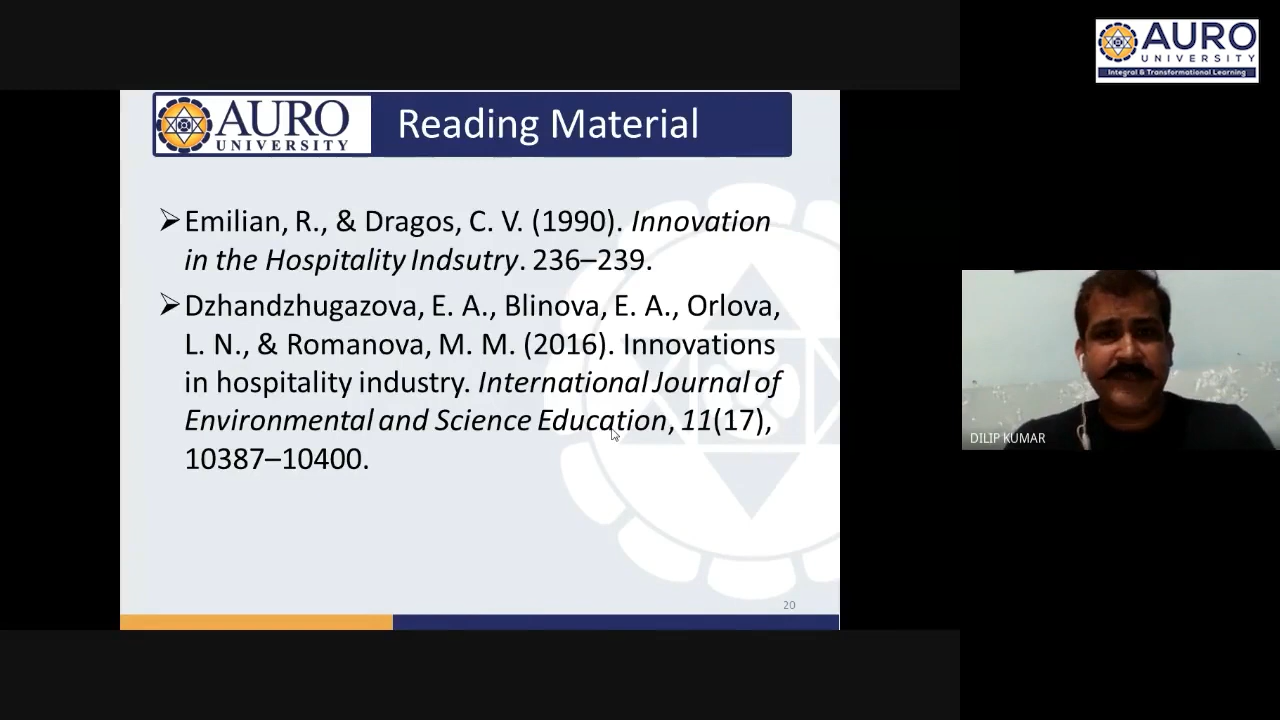 AURO
UNIVERSITY
Integral & Transformational Learning
AURO
UNIVERSITY
Reading Material
Emilian, R., & Dragos, C. V. (1990). Innovation
in the Hospitality Indsutry. 236–239.
Dzhandzhugazova, E. A., Blinova, E. A., Orlova,
L. N., & Romanova, M. M. (2016). Innovations
in hospitality industry. International Journal of
Environmental and Science Education, 11(17),
10387–10400.
DILIP KUMAR
20